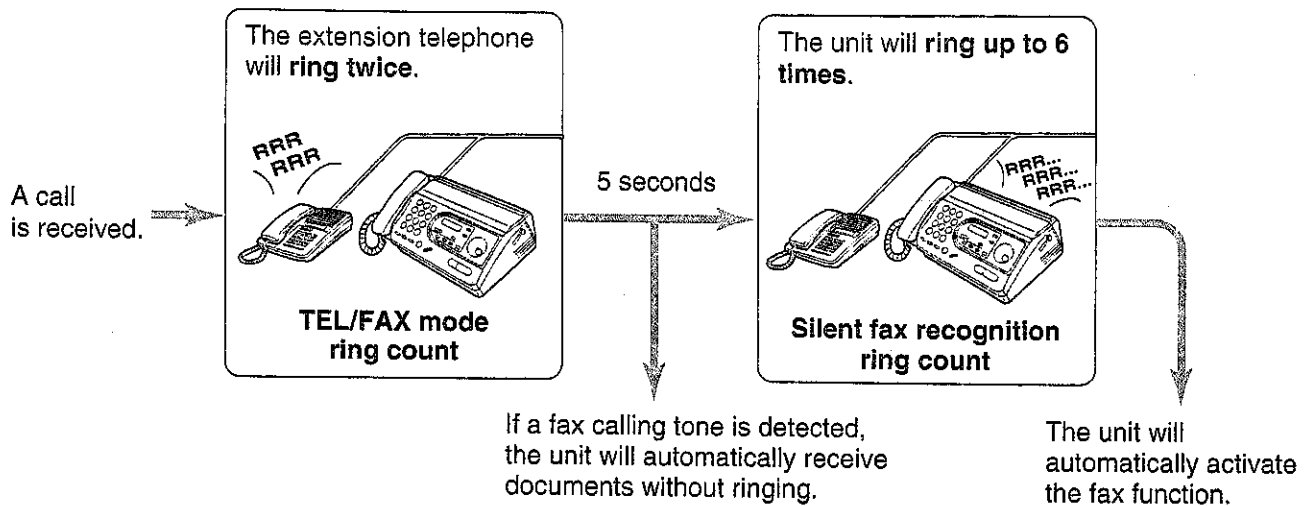 The extension telephone
will ring twice.
RRR
RRR
A call
is received.
TEL/FAX mode
ring count
5 seconds
If a fax calling tone is detected,
the unit will automatically receive
documents without ringing.
The unit will ring up to 6
times.
RRR...
RRR...
RRR...
Silent fax recognition
ring count
The unit will
automatically activate
the fax function.